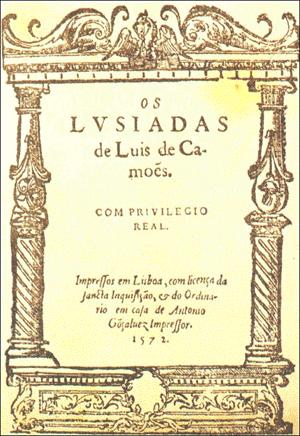 OS
LVSIADAS
de Luis de Ca-
moẽs.
COM PRIVILEGIO
REAL.
Impressos em Lisboa, com licença da
sancta Inquisição, & do Ordina-
rio em casa de Antonio
Gõçaluez Impressor.
1572.